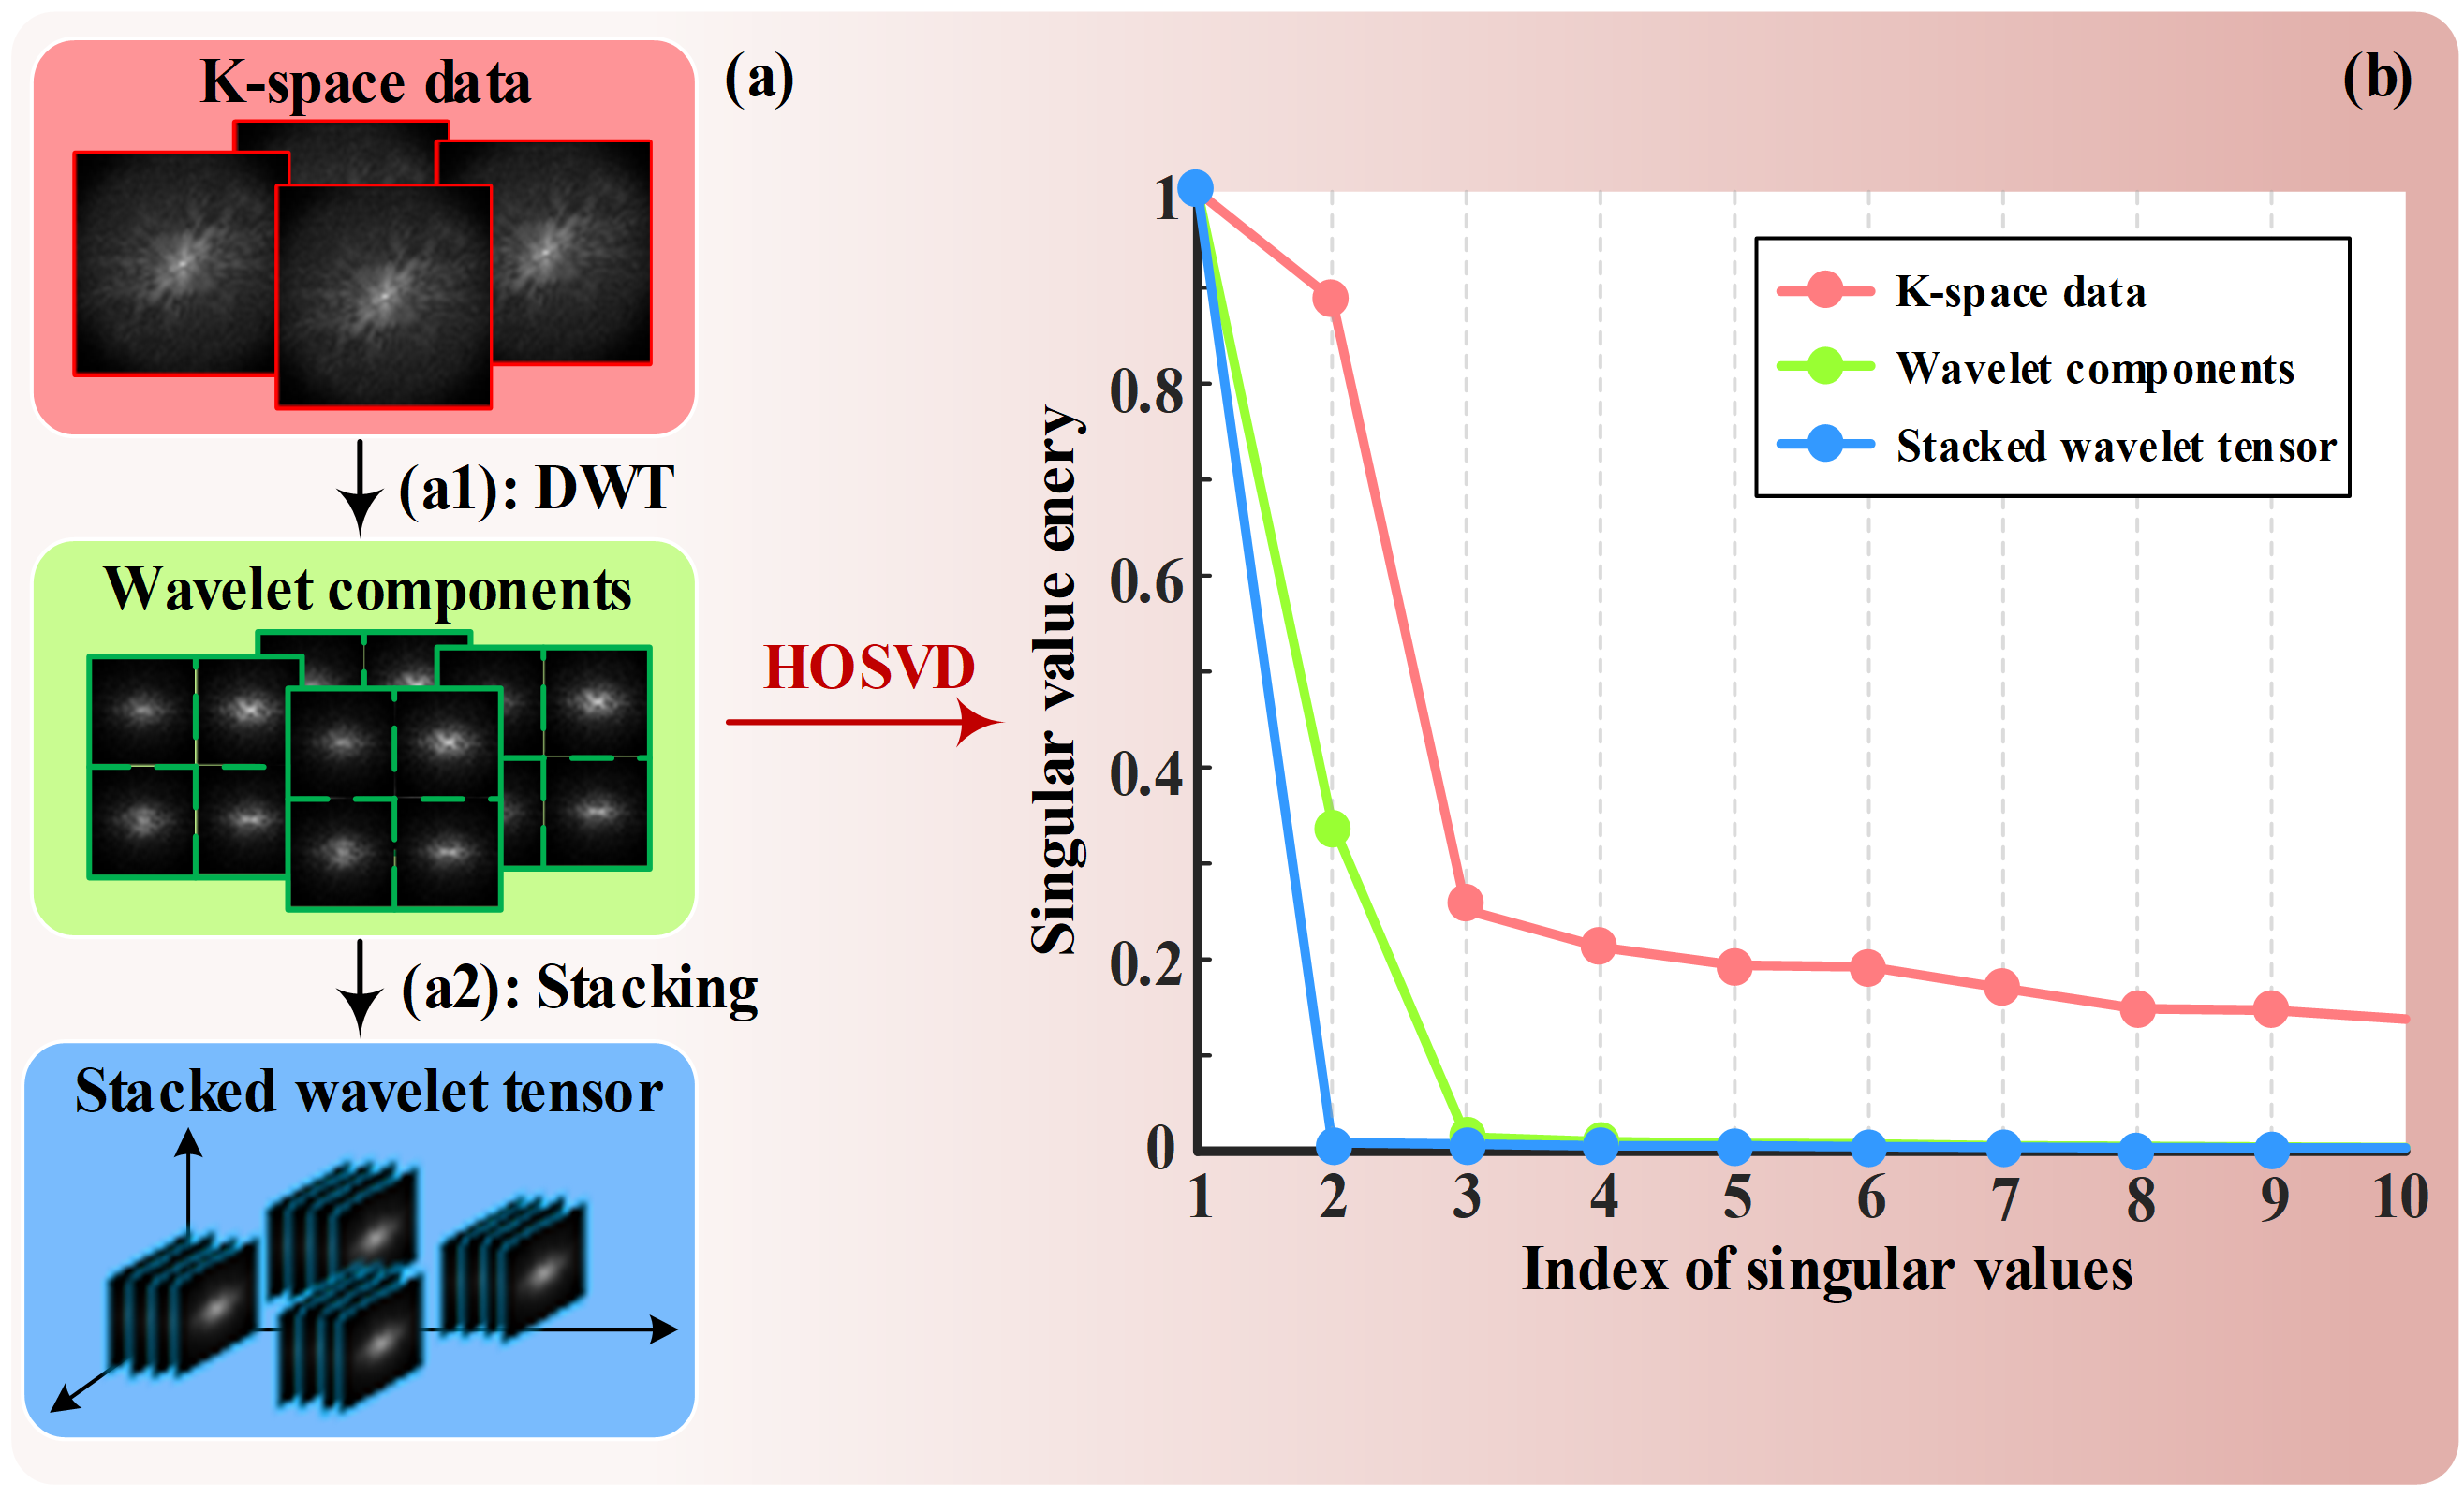 K-space data
(a)
(a1): DWT
Wavelet components
(a2): Stacking
Stacked wavelet tensor
HOSVD
(b)
Singular value enery
1
0.8
0.6
0.4
0.2
0
1 2 3 4 5 6 7 8 9 10
Index of singular values
K-space data
Wavelet components
Stacked wavelet tensor